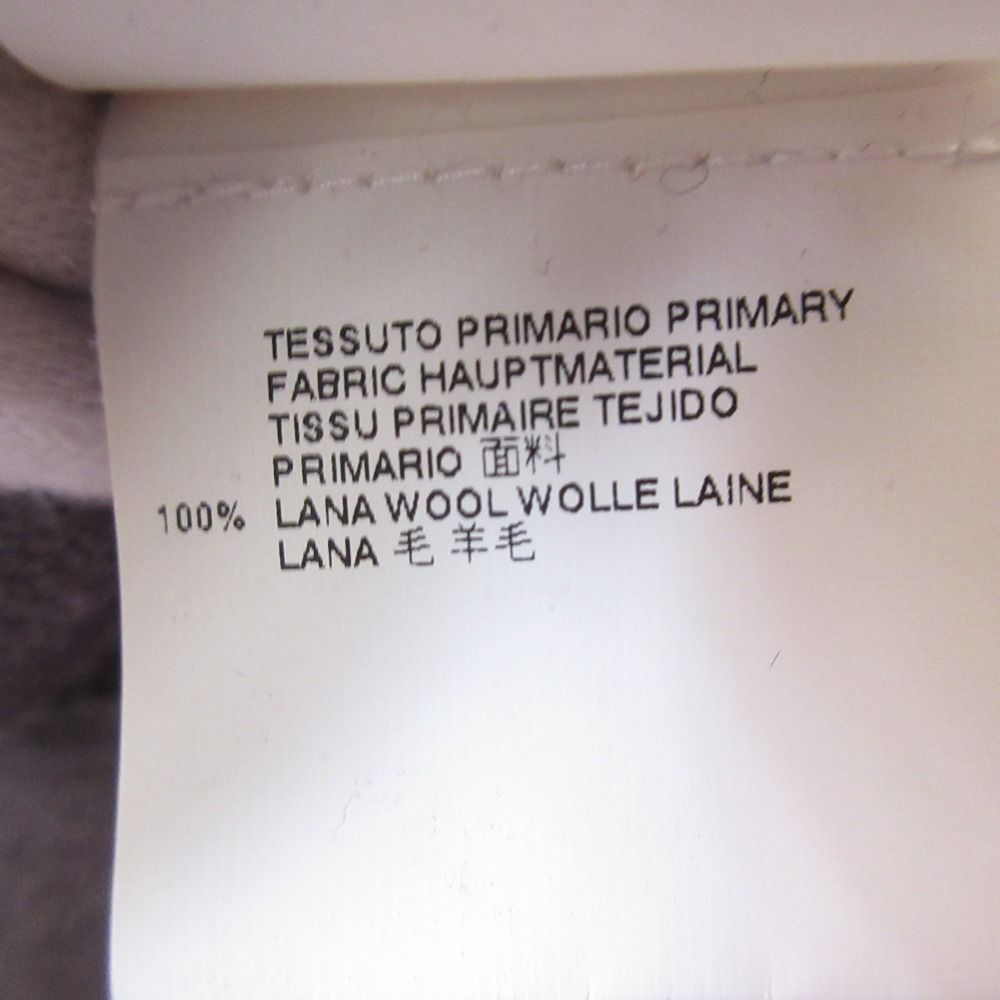 TESSUTO PRIMARIO PRIMARY
FABRIC HAUPTMATERIAL
TISSU PRIMAIRE TEJIDO
PRIMARIO 面料
100% LANA WOOL WOLLE LAINE
LANA 毛 羊毛